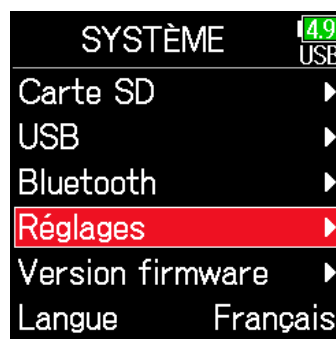 SYSTÈME 4.9
USB
Carte SD
USB
Bluetooth
Réglages
Version firmware
Langue Français